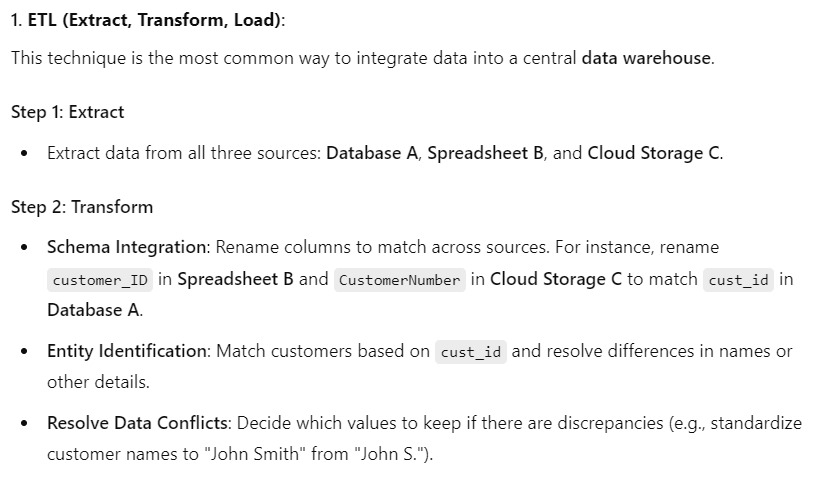 1. ETL (Extract, Transform, Load):
This technique is the most common way to integrate data into a central data warehouse.
Step 1: Extract
• Extract data from all three sources: Database A, Spreadsheet B, and Cloud Storage C.
Step 2: Transform
• Schema Integration: Rename columns to match across sources. For instance, rename
customer_ID in Spreadsheet B and CustomerNumber in Cloud Storage C to match cust_id in
Database A.
• Entity Identification: Match customers based on cust_id and resolve differences in names or
other details.
• Resolve Data Conflicts: Decide which values to keep if there are discrepancies (e.g., standardize
customer names to "John Smith" from "John S.").